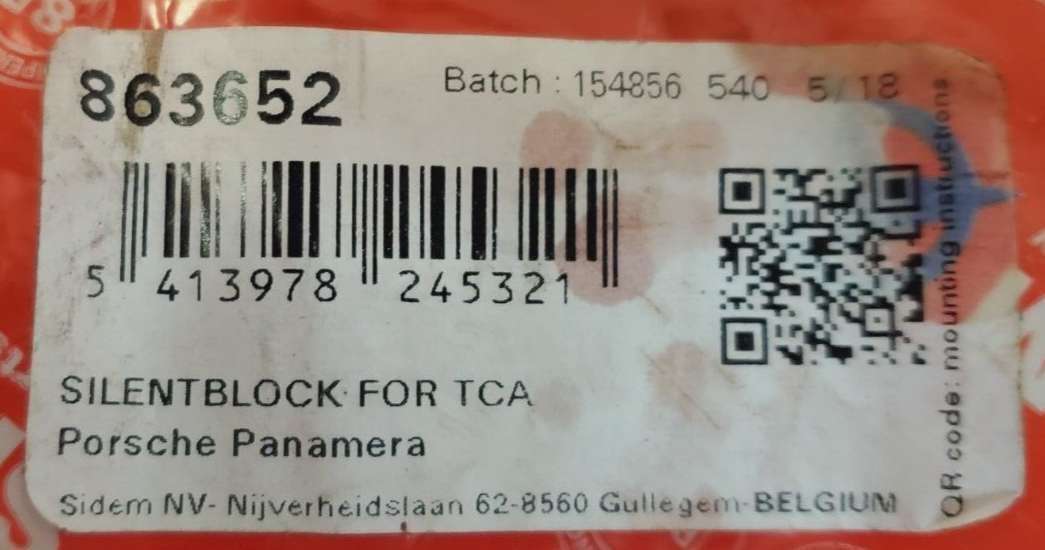 863652
Batch : 154856 540 5/18
5 413978 245321
SILENTBLOCK FOR TCA
Porsche Panamera
Sidem NV- Nijverheidslaan 62-8560 Gullegem-BELGIUM
QR code: mounting instructions